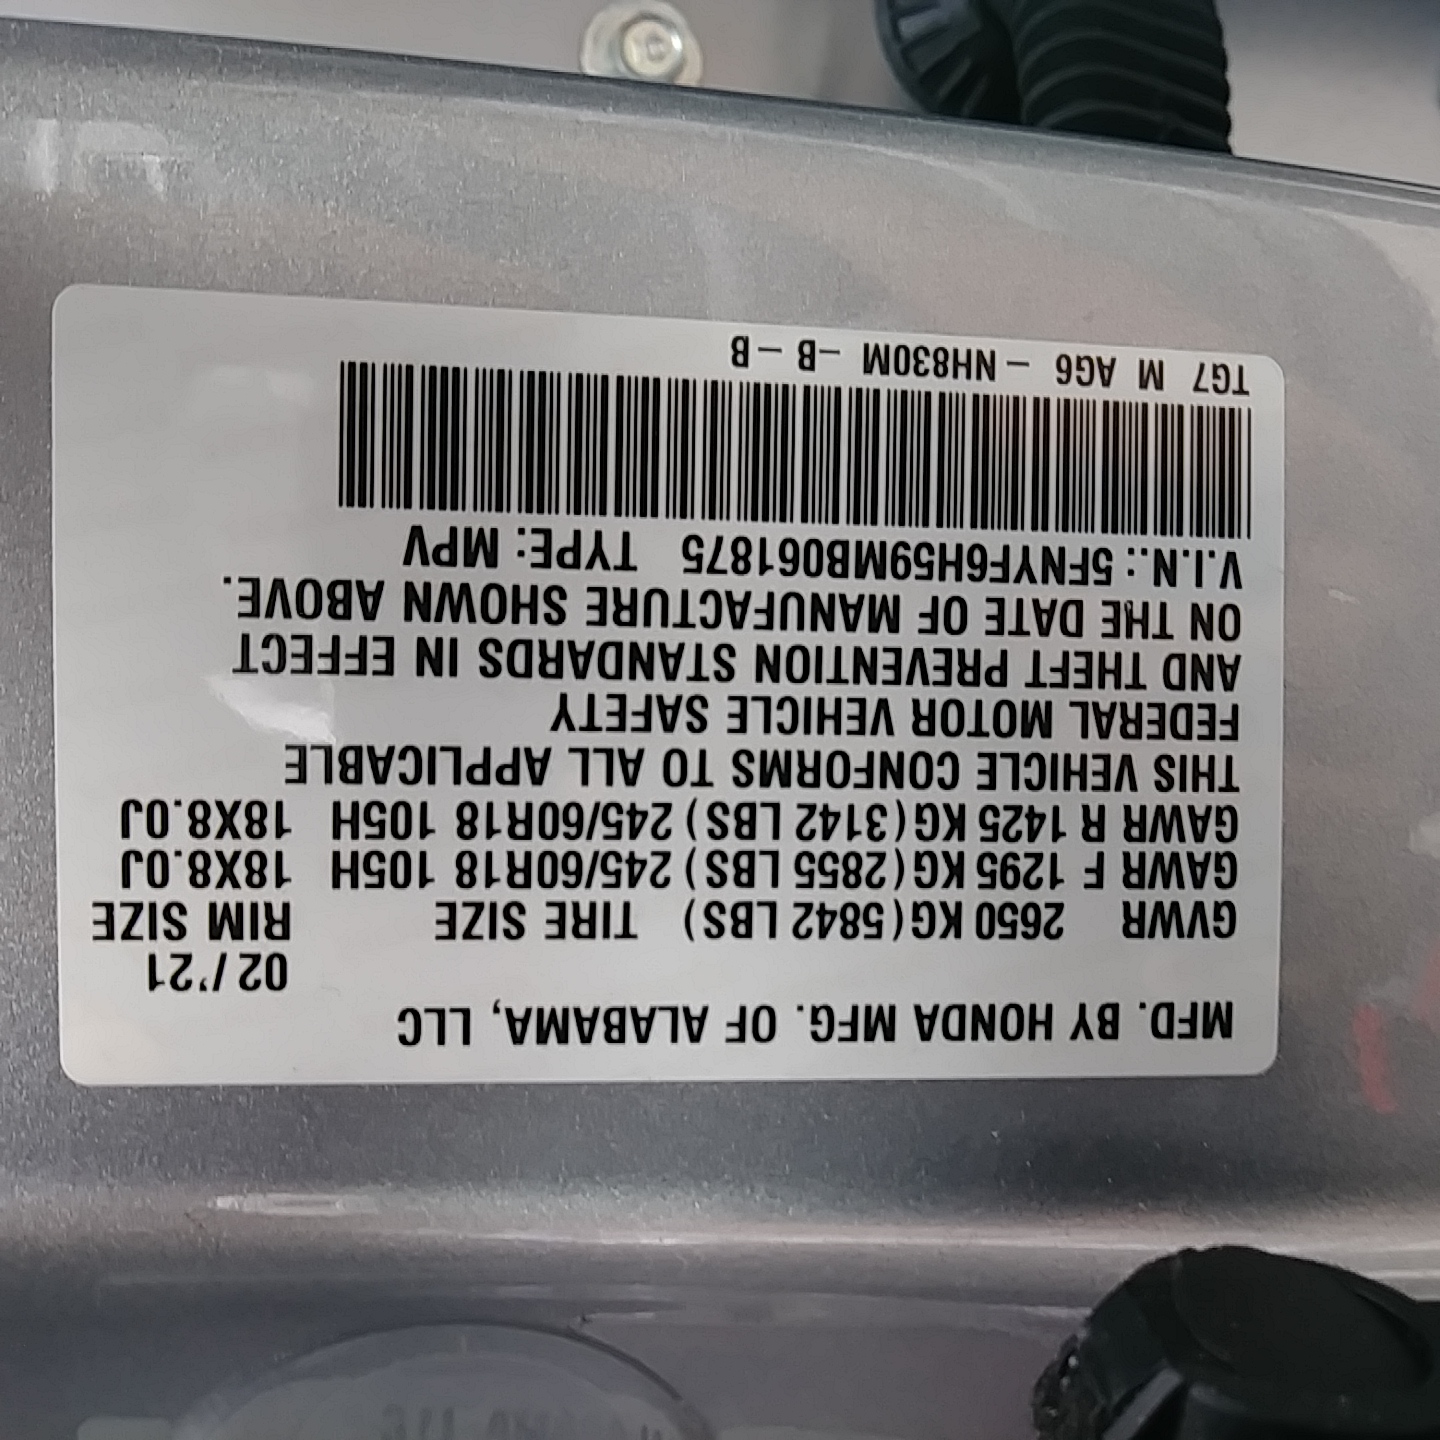 MFD. BY HONDA MFG. OF ALABAMA, LLC
02/'21
GVWR 2650 KG(5842 LBS) TIRE SIZE RIM SIZE
GAWR F 1295 KG(2855 LBS) 245/60R18 105H 18X8.0J
GAWR R 1425 KG(3142 LBS) 245/60R18 105H 18X8.0J
THIS VEHICLE CONFORMS TO ALL APPLICABLE
FEDERAL MOTOR VEHICLE SAFETY
AND THEFT PREVENTION STANDARDS IN EFFECT
ON THE DATE OF MANUFACTURE SHOWN ABOVE.
V.I.N.: 5FNYF6H59MB061875 TYPE: MPV
TG7 M AG6 - NH830M -B - B